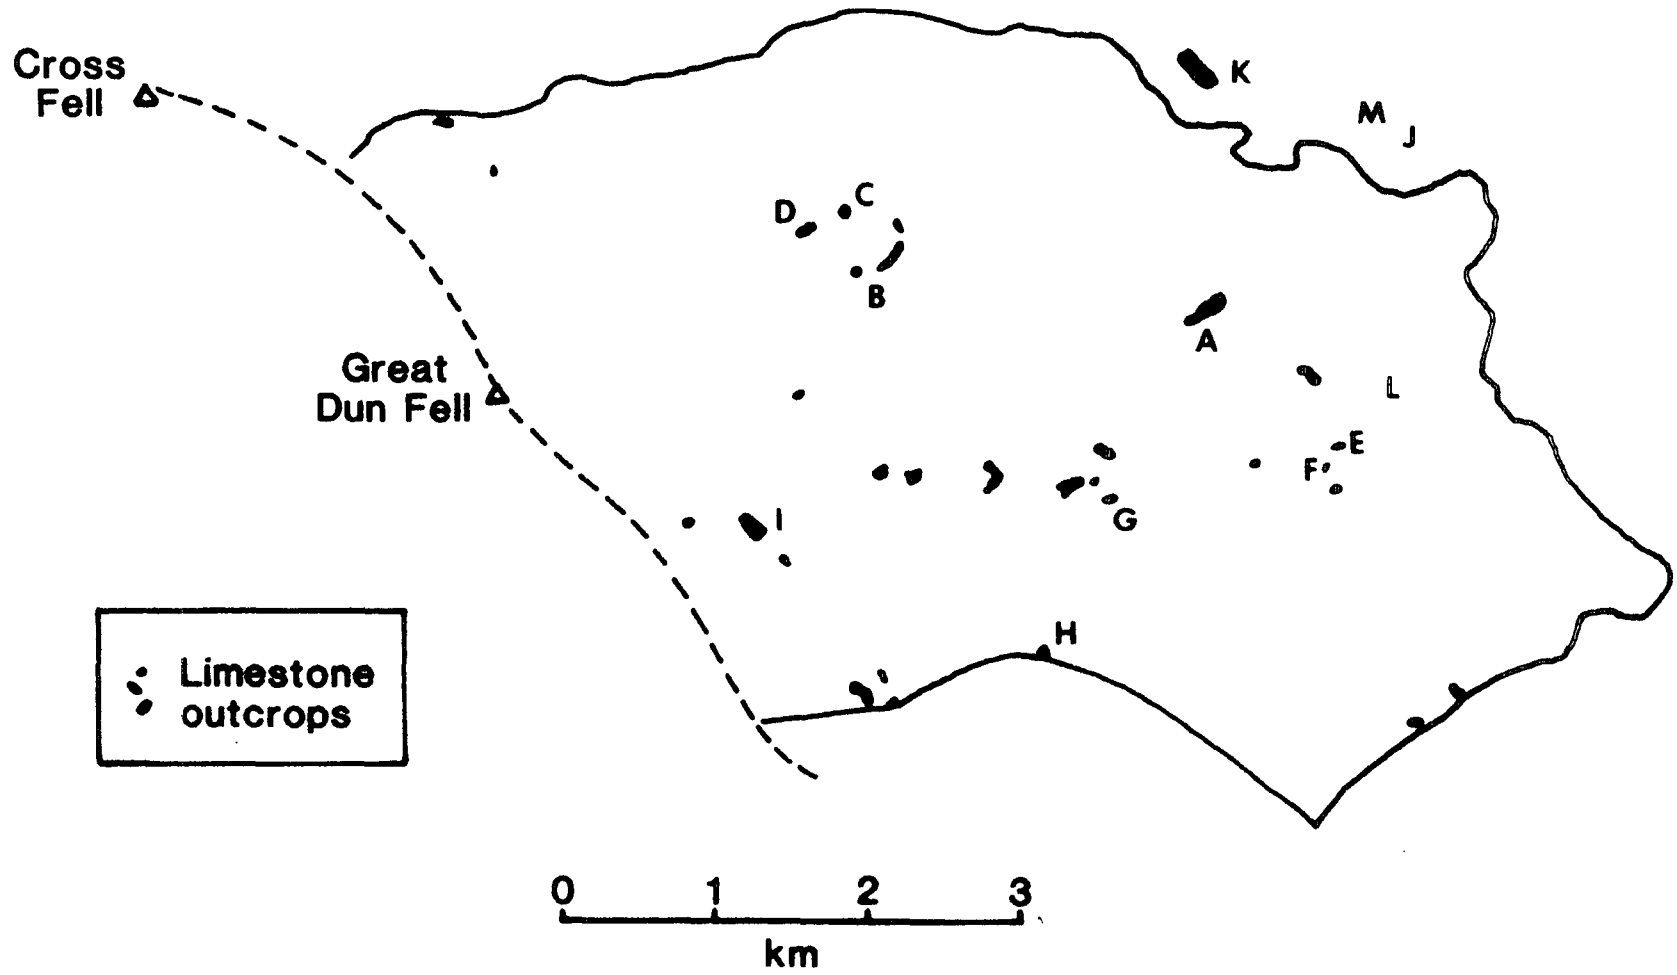 Cross
Fell
K
M
J
D
C
B
A
Great
Dun Fell
L
E
F
G
I
H
Limestone
outcrops
0 1 2 3
km